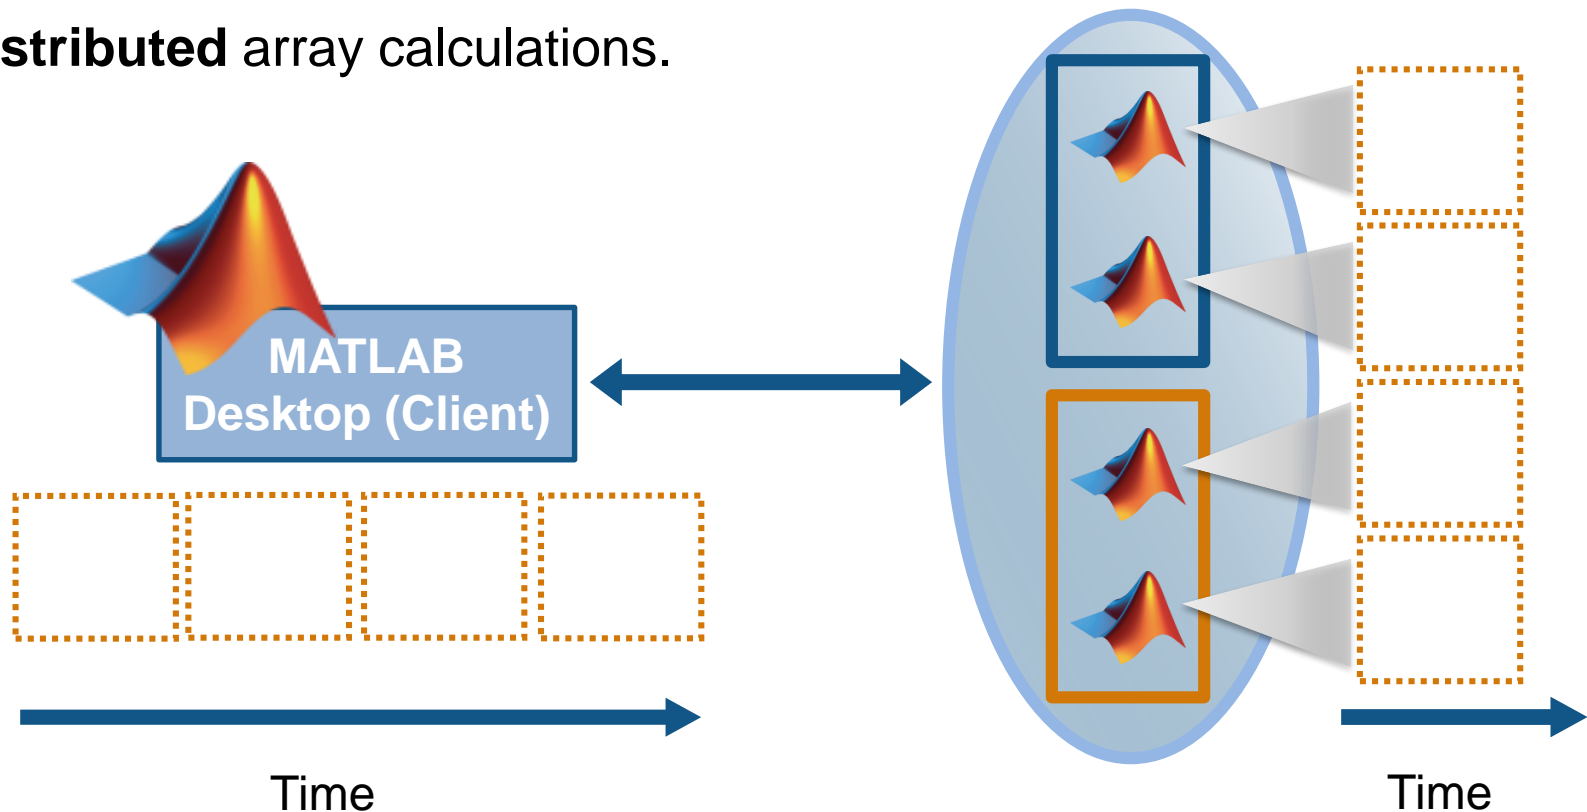 stributed array calculations.
MATLAB
Desktop (Client)
Time
Time